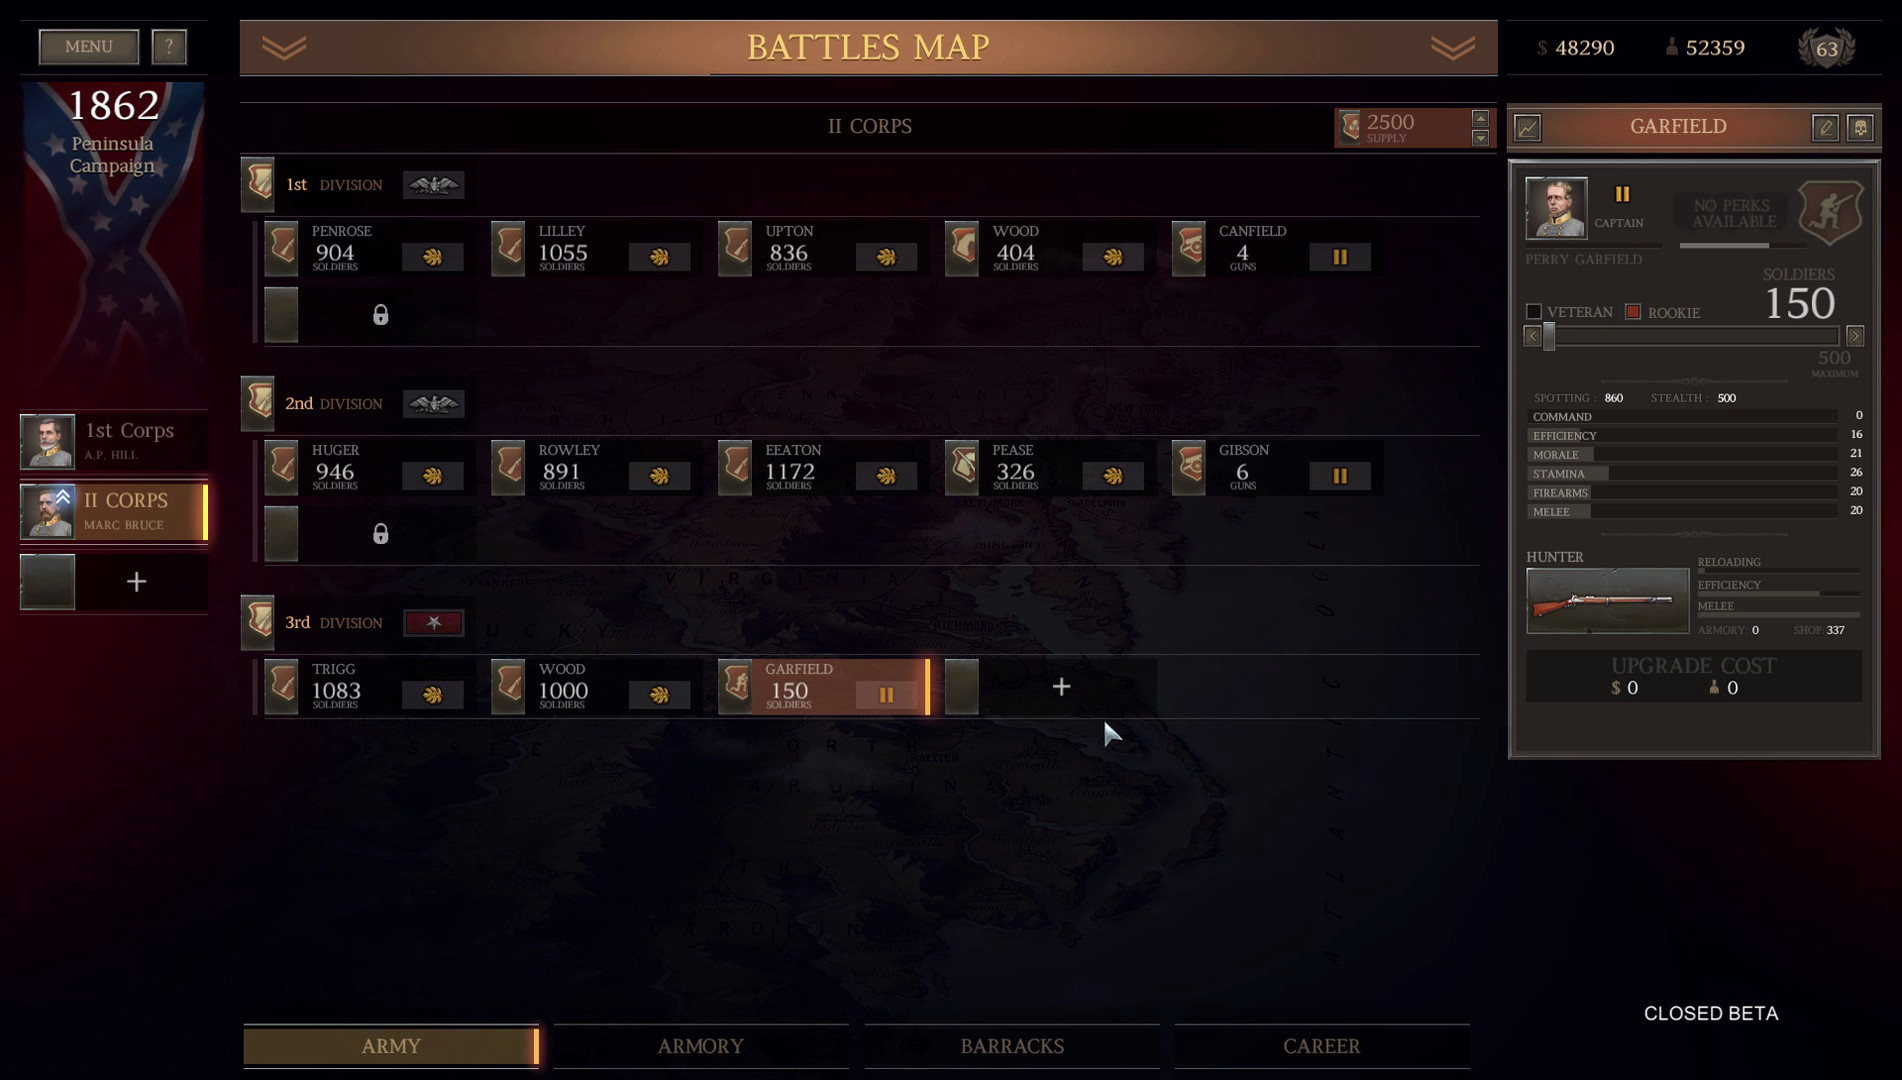 MENU
?
BATTLES MAP
$ 48290
52359
63
1862
Peninsula
Campaign
II CORPS
2500
SUPPLY
1st DIVISION
PENROSE
904
SOLDIERS
LILLEY
1055
SOLDIERS
UPTON
836
SOLDIERS
WOOD
404
SOLDIERS
CANFIELD
4
GUNS
2nd DIVISION
HUGER
946
SOLDIERS
ROWLEY
891
SOLDIERS
EEATON
1172
SOLDIERS
PEASE
326
SOLDIERS
GIBSON
6
GUNS
3rd DIVISION
TRIGG
1083
SOLDIERS
WOOD
1000
SOLDIERS
GARFIELD
150
SOLDIERS
+
1st Corps
A.P. HILL
II CORPS
MARC BRUCE
+
GARFIELD
CAPTAIN
NO PERKS
AVAILABLE
PERRY GARFIELD
SOLDIERS
150
VETERAN
ROOKIE
500
MAXIMUM
SPOTTING : 860
STEALTH : 500
COMMAND 0
EFFICIENCY 16
MORALE 21
STAMINA 26
FIREARMS 20
MELEE 20
HUNTER
RELOADING
EFFICIENCY
MELEE
ARMORY: 0
SHOP: 337
UPGRADE COST
$ 0
0
VIRGINIA
RICHMOND
RALEIGH
ATLANTIC OCE
CLOSED BETA
ARMY
ARMORY
BARRACKS
CAREER